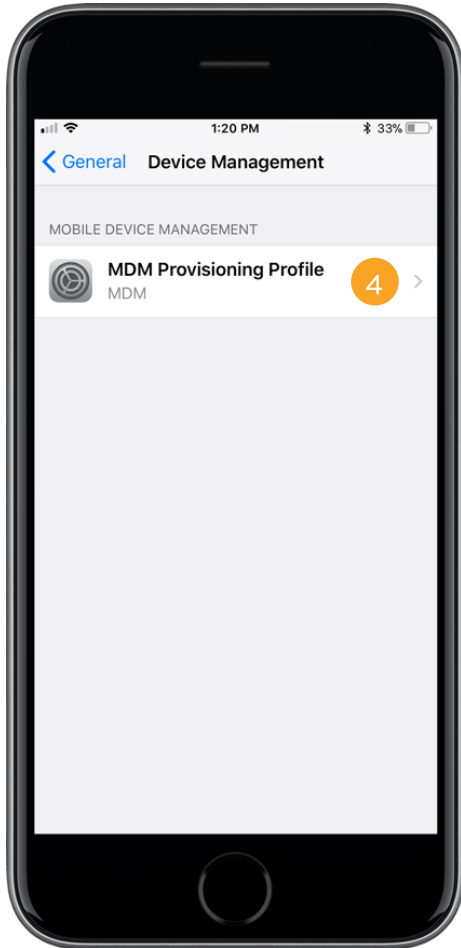 1:20 PM 33%
General Device Management
MOBILE DEVICE MANAGEMENT
MDM Provisioning Profile
MDM
4